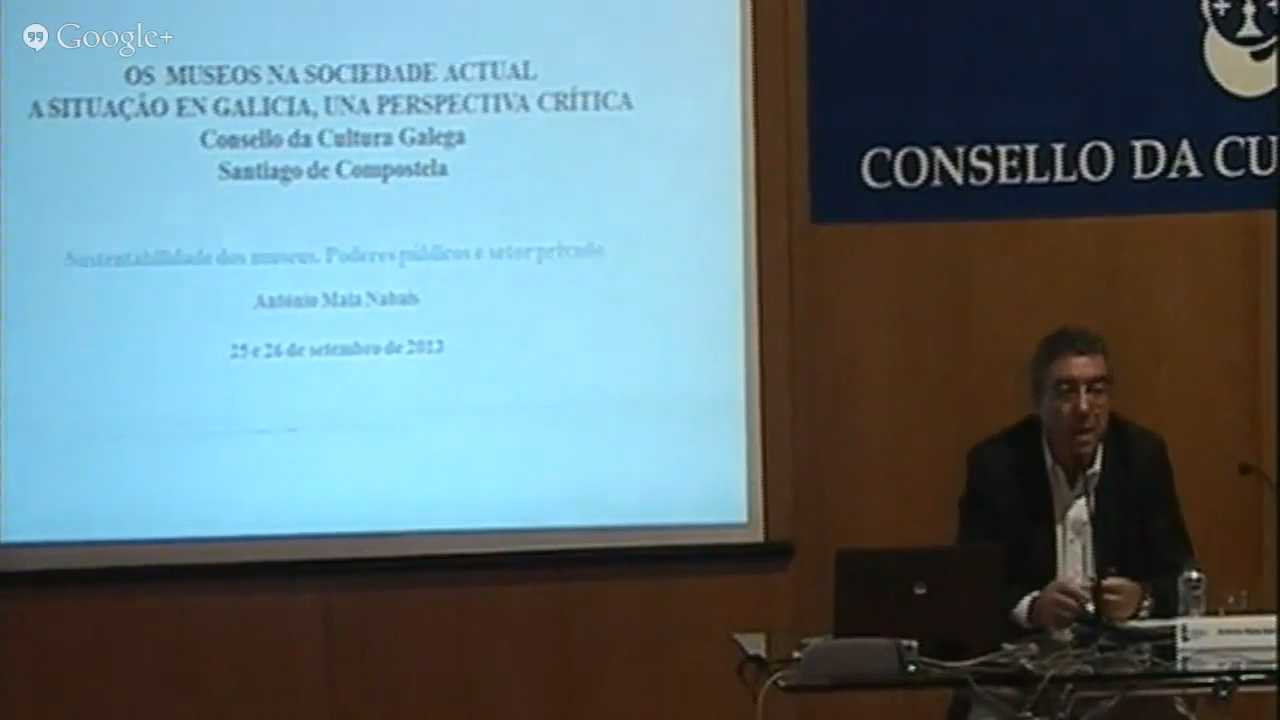 Google+
OS MUSEOS NA SOCIEDADE ACTUAL
A SITUAÇÃO EN GALICIA, UNA PERSPECTIVA CRÍTICA
Consello da Cultura Galega
Santiago de Compostela
Sustentabilidade dos museus. Poderes públicos e setor privado
António Maia Nabais
25 e 26 de setembro de 2013
CONSELLO DA CU